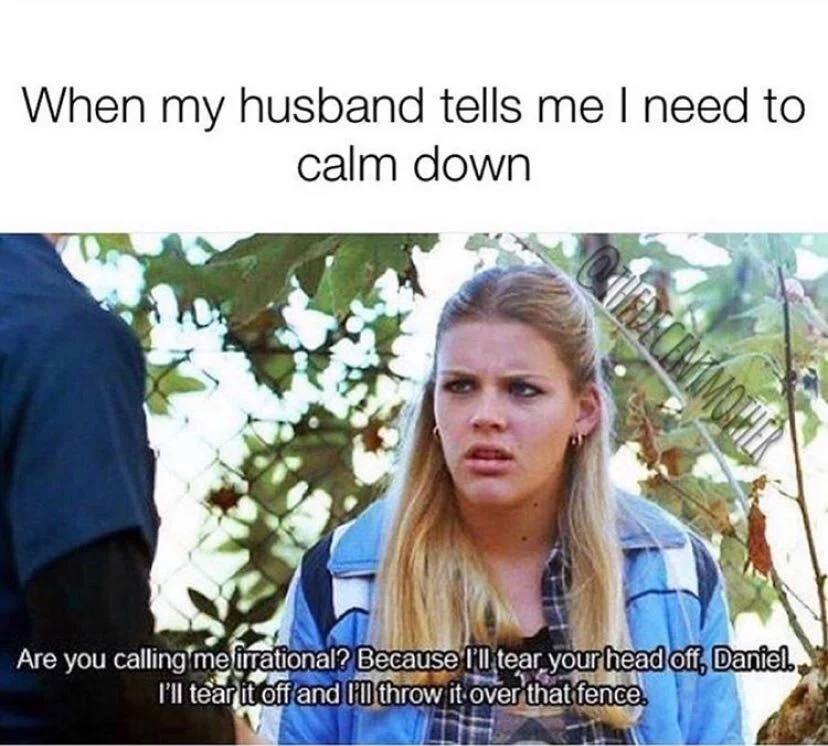 When my husband tells me I need to
calm down
@THEDECENTMOTHER
Are you calling me irrational? Because I'll tear your head off, Daniel.
I'll tear it off and I'll throw it over that fence.